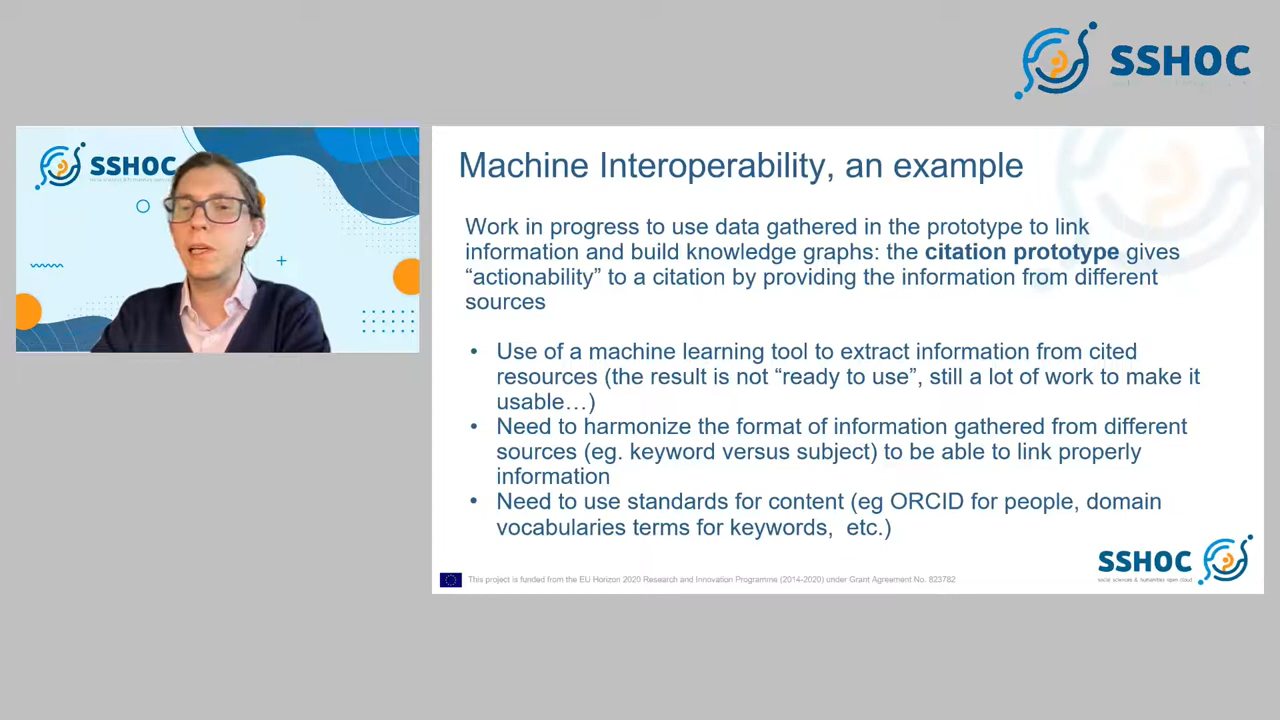 SSHOC
SSHOC
Machine Interoperability, an example
Work in progress to use data gathered in the prototype to link
information and build knowledge graphs: the citation prototype gives
“actionability” to a citation by providing the information from different
sources
• Use of a machine learning tool to extract information from cited
resources (the result is not “ready to use”, still a lot of work to make it
usable…)
• Need to harmonize the format of information gathered from different
sources (eg. keyword versus subject) to be able to link properly
information
• Need to use standards for content (eg ORCID for people, domain
vocabularies terms for keywords,  etc.)
SSHOC
social sciences & humanities open cloud
This project is funded from the EU Horizon 2020 Research and Innovation Programme (2014-2020) under Grant Agreement No. 823782